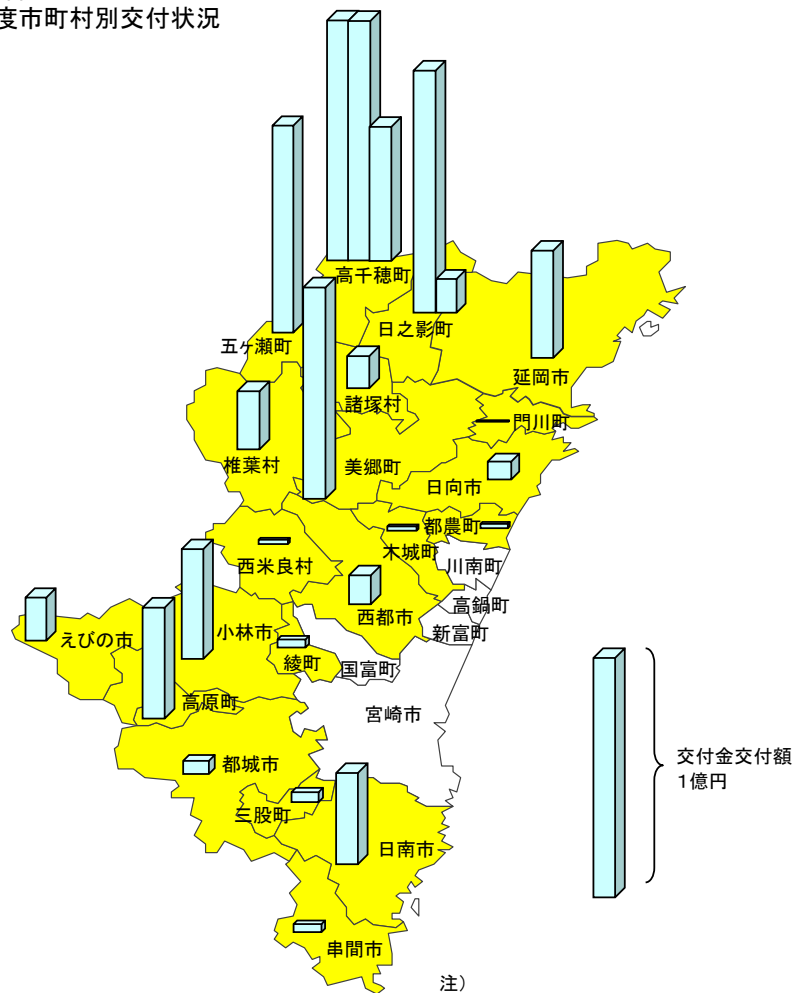 度市町村別交付状況
高千穂町
日之影町
五ヶ瀬町
延岡市
諸塚村
門川町
椎葉村
美郷町
日向市
都農町
木城町
西米良村
川南町
高鍋町
西都市
新富町
えびの市
小林市
綾町
国富町
高原町
宮崎市
都城市
三股町
日南市
串間市
交付金交付額
1億円
注）